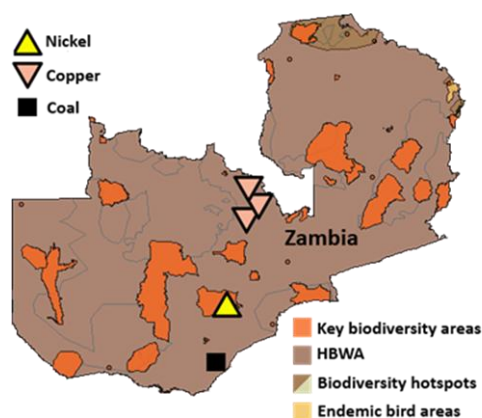 Nickel
Copper
Coal
Zambia
Key biodiversity areas
HBWA
Biodiversity hotspots
Endemic bird areas